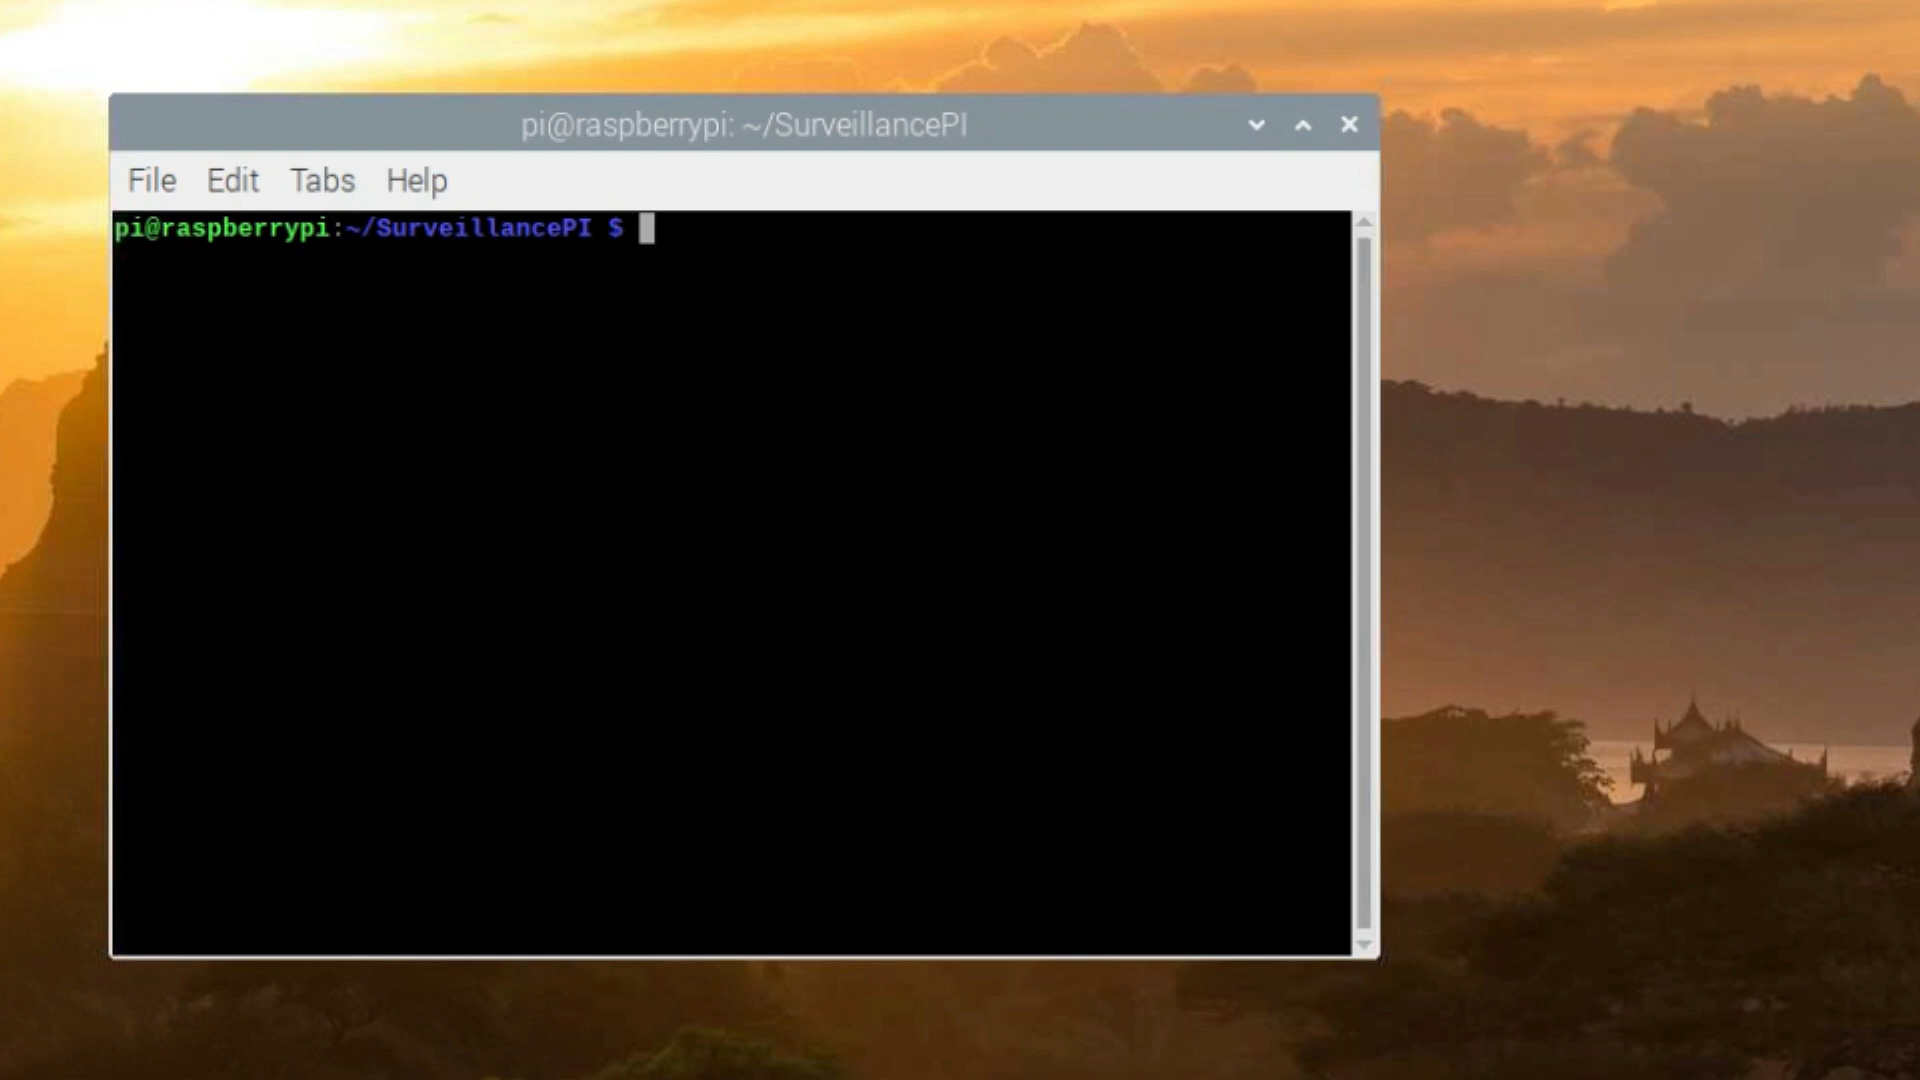 pi@raspberrypi: ~/SurveillancePI
File Edit Tabs Help
pi@raspberrypi:~/SurveillancePI $